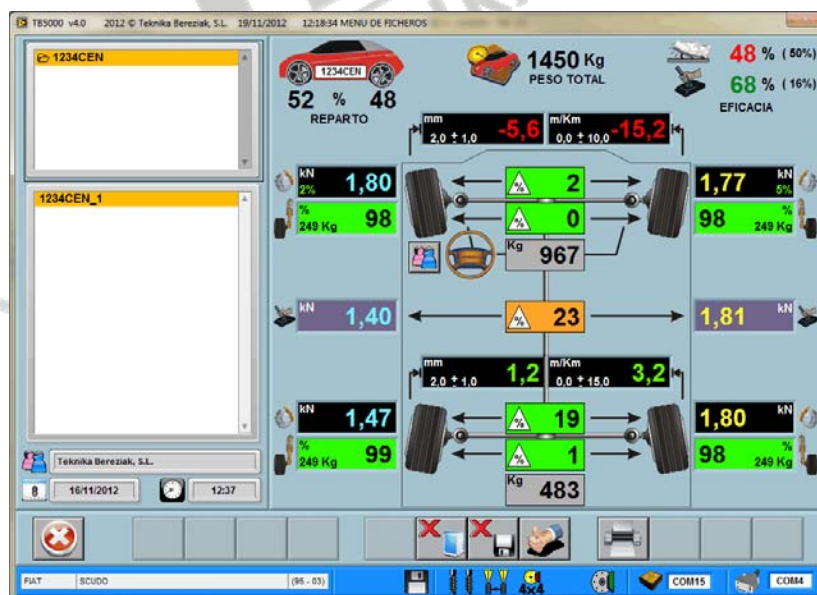 TB5000 v4.0 2012 © Teknika Bereziak, S.L. 19/11/2012 12:18:34 MENU DE FICHEROS
1234CEN
1234CEN_1
Teknika Bereziak, S.L.
8 16/11/2012 12:37
1234CEN
52 % 48
REPARTO
1450 Kg
PESO TOTAL
48 % ( 50%)
68 % ( 16%)
EFICACIA
mm 2,0 ± 1,0 -5,6
m/Km 0,0 ± 10,0 -15,2
kN 2% 1,80
% 2
1,77 kN 5%
% 249 Kg 98
% 0
98 % 249 Kg
Kg 967
kN 1,40
% 23
1,81 kN
mm 2,0 ± 1,0 1,2
m/Km 0,0 ± 15,0 3,2
kN 1,47
% 19
1,80 kN
% 249 Kg 99
% 1
98 % 249 Kg
Kg 483
FIAT SCUDO (95 - 03) 4x4 COM15 COM4